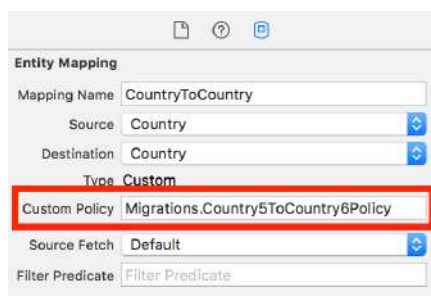 Entity Mapping
Mapping Name CountryToCountry
Source Country
Destination Country
Type Custom
Custom Policy Migrations.Country5ToCountry6Policy
Source Fetch Default
Filter Predicate Filter Predicate